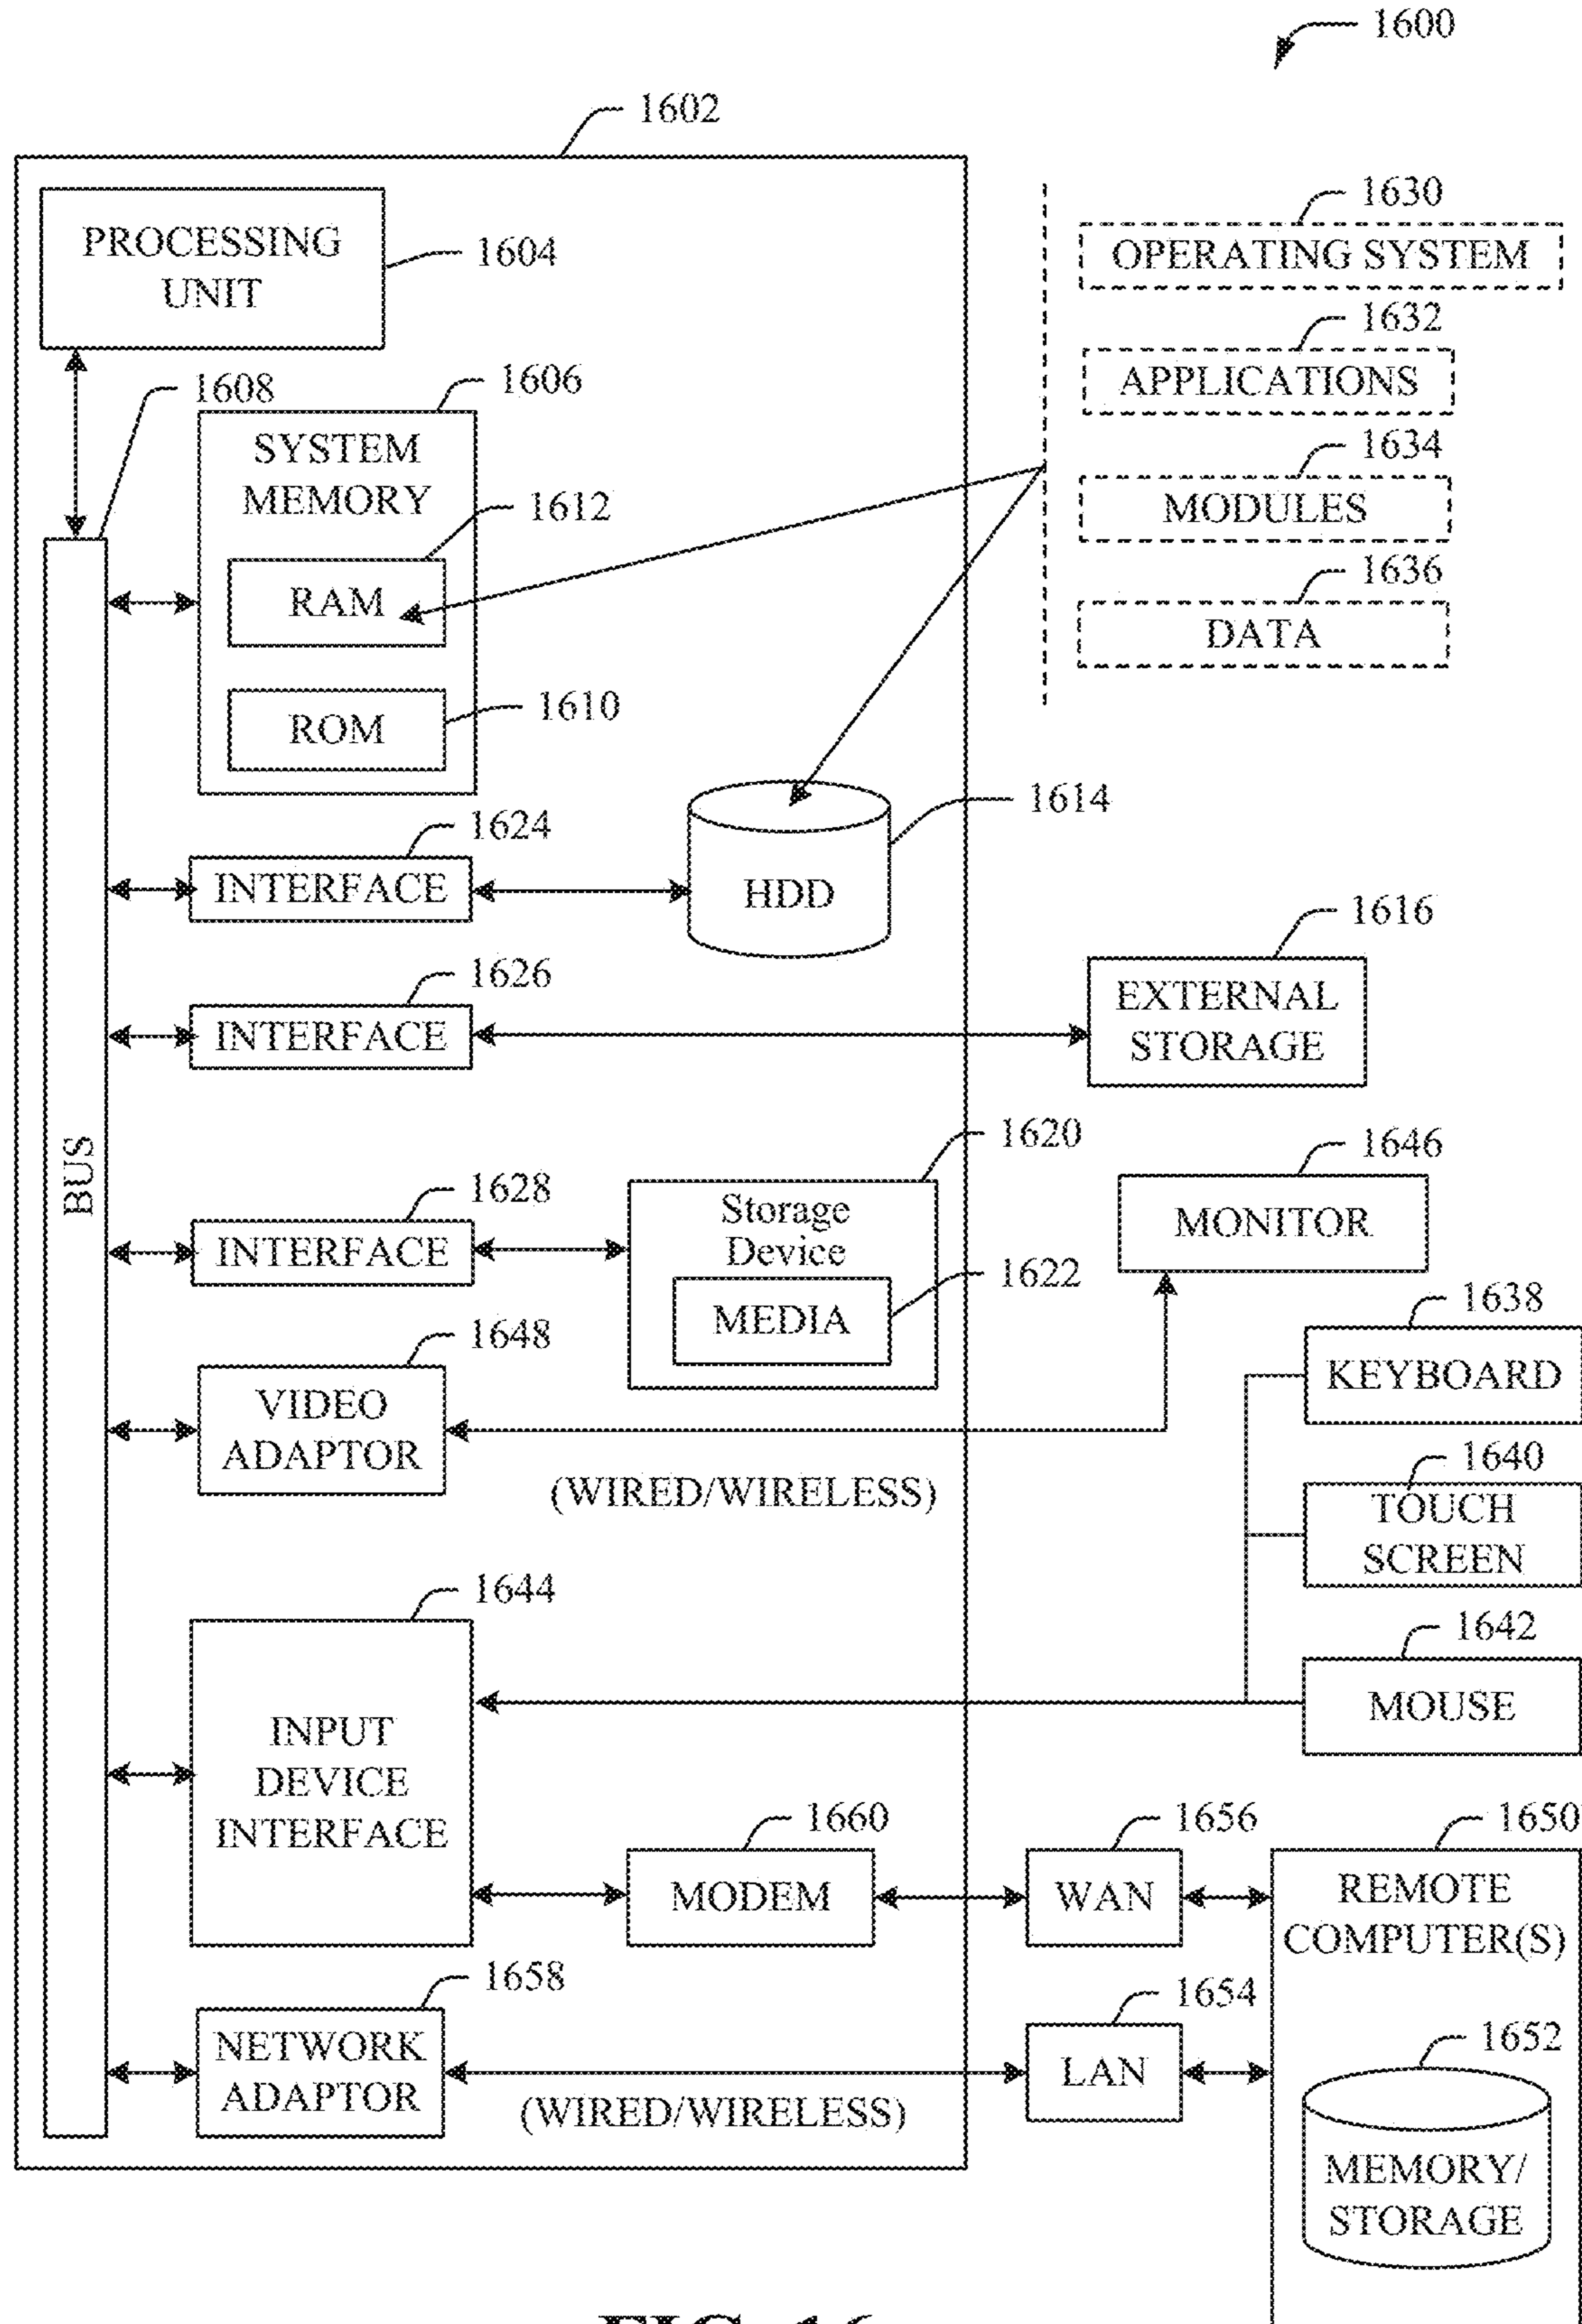 1600
1602
PROCESSING
UNIT
1604
1630
OPERATING SYSTEM
1632
APPLICATIONS
1634
MODULES
1636
DATA
1608
1606
SYSTEM
MEMORY
1612
RAM
1610
ROM
1624
INTERFACE
1614
HDD
1626
INTERFACE
1616
EXTERNAL
STORAGE
BUS
1628
INTERFACE
1620
Storage
Device
1622
MEDIA
1646
MONITOR
1648
VIDEO
ADAPTOR
(WIRED/WIRELESS)
1638
KEYBOARD
1640
TOUCH
SCREEN
1642
MOUSE
1644
INPUT
DEVICE
INTERFACE
1660
MODEM
1656
WAN
1650
REMOTE
COMPUTER(S)
1658
NETWORK
ADAPTOR
(WIRED/WIRELESS)
1654
LAN
1652
MEMORY/
STORAGE
FIG. 16